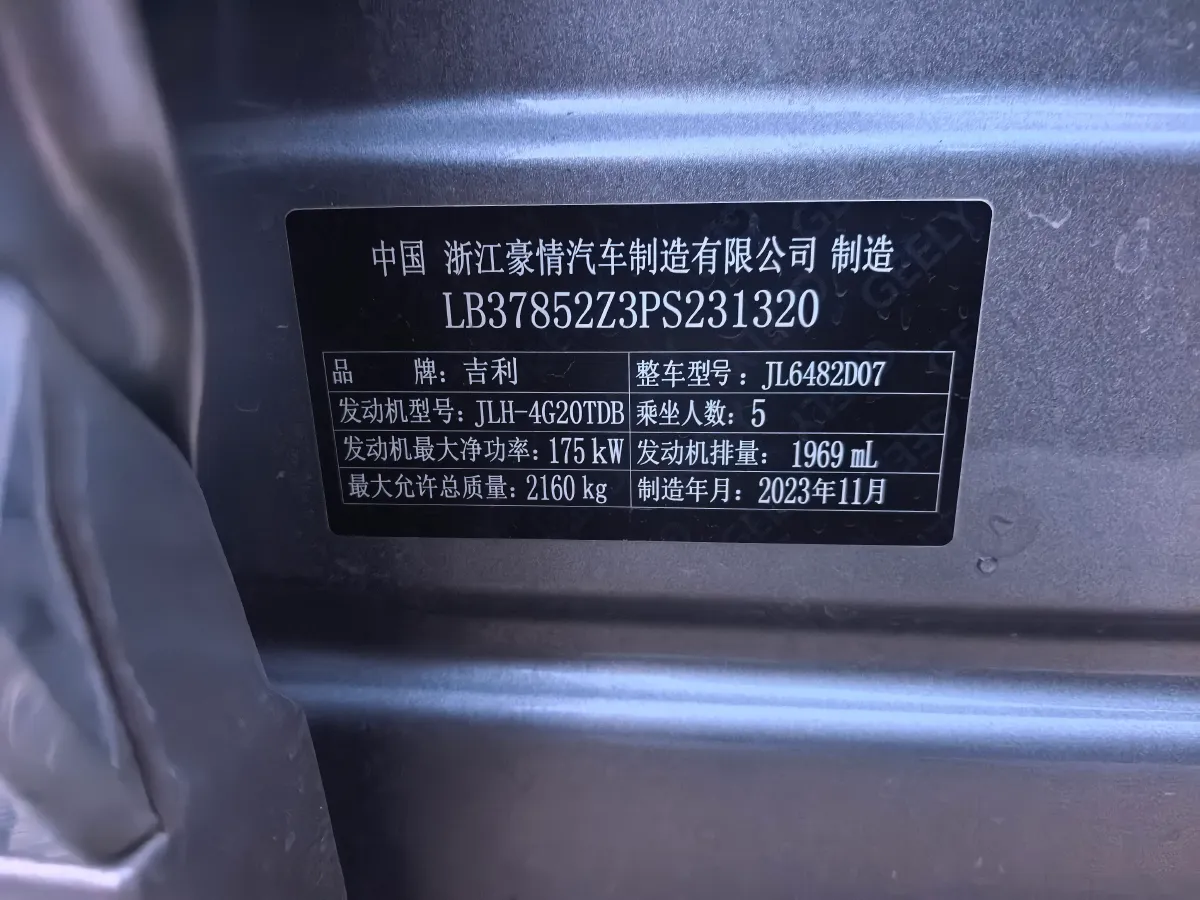 中国 浙江豪情汽车制造有限公司 制造
LB37852Z3PS231320
品 牌：吉利 整车型号：JL6482D07
发动机型号：JLH-4G20TDB 乘坐人数：5
发动机最大净功率：175 kW 发动机排量：1969 mL
最大允许总质量：2160 kg 制造年月：2023年11月
GEELY